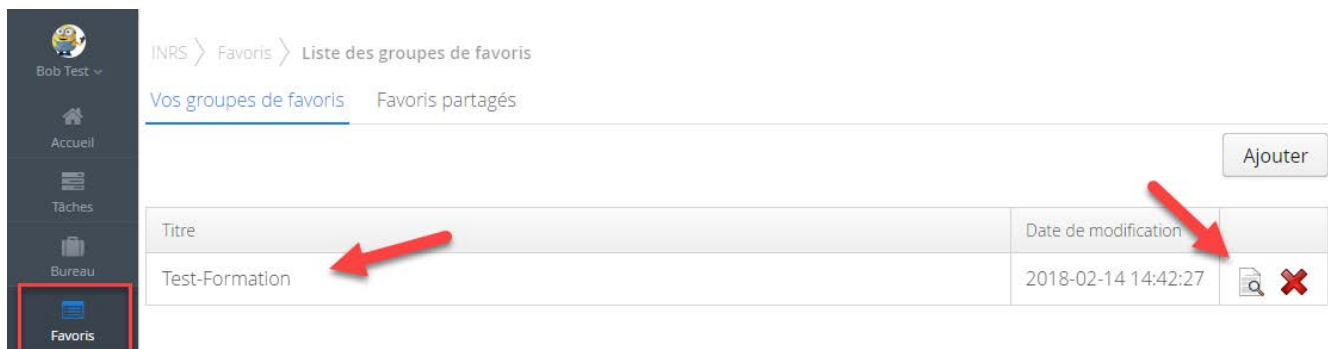 Bob Test
Accueil
Tâches
Bureau
Favoris
INRS > Favoris > Liste des groupes de favoris
Vos groupes de favoris Favoris partagés
Ajouter
Titre Date de modification
Test-Formation 2018-02-14 14:42:27